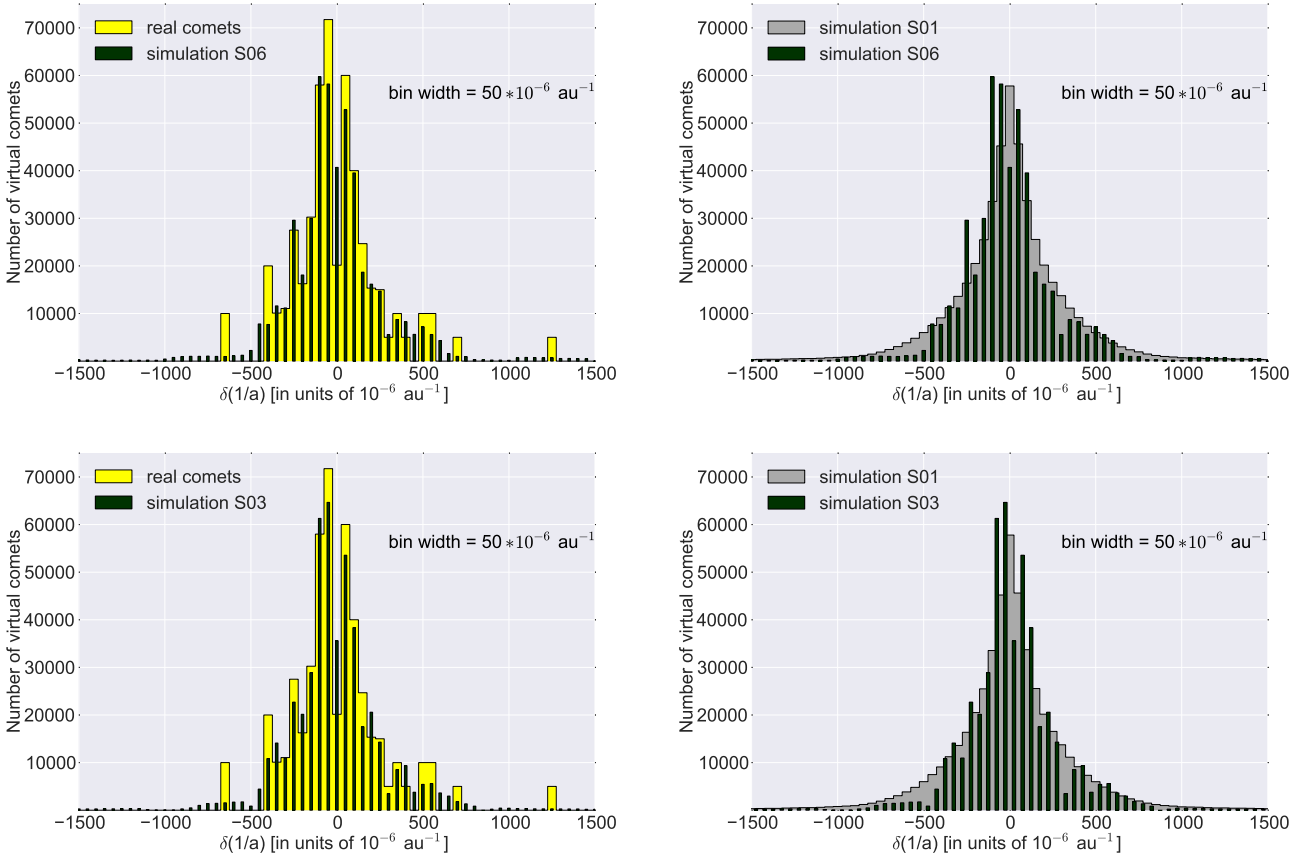 70000
60000
50000
40000
30000
20000
10000
Number of virtual comets
real comets
simulation S06
bin width = 50∗10⁻⁶ au⁻¹
−1500 −1000 −500 0 500 1000 1500
δ(1/a) [in units of 10⁻⁶ au⁻¹]
70000
60000
50000
40000
30000
20000
10000
Number of virtual comets
simulation S01
simulation S06
bin width = 50∗10⁻⁶ au⁻¹
−1500 −1000 −500 0 500 1000 1500
δ(1/a) [in units of 10⁻⁶ au⁻¹]
70000
60000
50000
40000
30000
20000
10000
Number of virtual comets
real comets
simulation S03
bin width = 50∗10⁻⁶ au⁻¹
−1500 −1000 −500 0 500 1000 1500
δ(1/a) [in units of 10⁻⁶ au⁻¹]
70000
60000
50000
40000
30000
20000
10000
Number of virtual comets
simulation S01
simulation S03
bin width = 50∗10⁻⁶ au⁻¹
−1500 −1000 −500 0 500 1000 1500
δ(1/a) [in units of 10⁻⁶ au⁻¹]